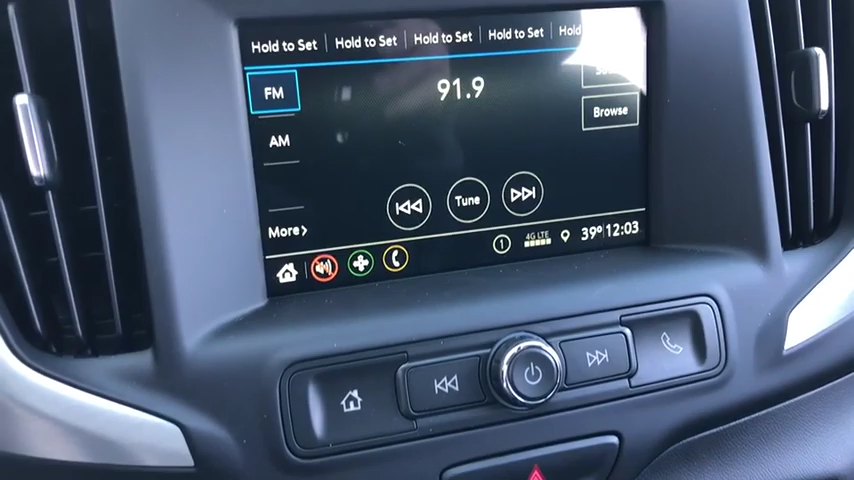 Hold to Set Hold to Set Hold to Set Hold to Set Hold
FM
91.9
Browse
AM
Tune
More
1 4G LTE 39° 12:03